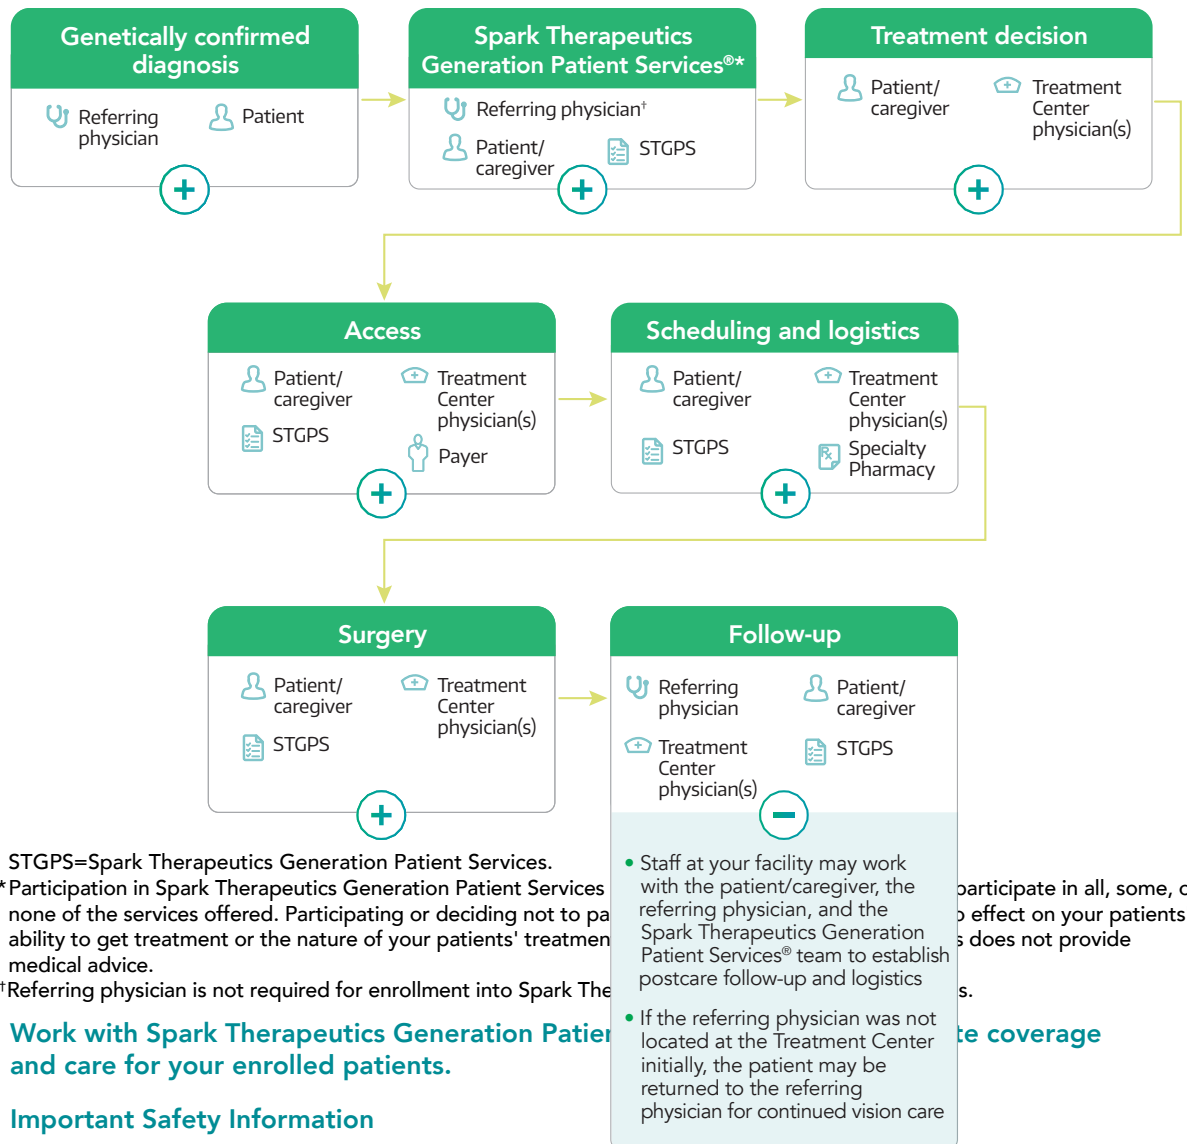 Genetically confirmed
diagnosis
Referring
physician
Patient
Spark Therapeutics
Generation Patient Services®*
Referring physician†
Patient/
caregiver
STGPS
Treatment decision
Patient/
caregiver
Treatment
Center
physician(s)
Access
Patient/
caregiver
Treatment
Center
physician(s)
STGPS
Payer
Scheduling and logistics
Patient/
caregiver
Treatment
Center
physician(s)
STGPS
Rx
Specialty
Pharmacy
Surgery
Patient/
caregiver
Treatment
Center
physician(s)
STGPS
Follow-up
Referring
physician
Patient/
caregiver
Treatment
Center
physician(s)
STGPS
• Staff at your facility may work
with the patient/caregiver, the
referring physician, and the
Spark Therapeutics Generation
Patient Services® team to establish
postcare follow-up and logistics
• If the referring physician was not
located at the Treatment Center
initially, the patient may be
returned to the referring
physician for continued vision care
STGPS=Spark Therapeutics Generation Patient Services.
*Participation in Spark Therapeutics Generation Patient Services participate in all, some, o
none of the services offered. Participating or deciding not to pa o effect on your patients
ability to get treatment or the nature of your patients' treatmen s does not provide
medical advice.
†Referring physician is not required for enrollment into Spark The s.
Work with Spark Therapeutics Generation Patien te coverage
and care for your enrolled patients.
Important Safety Information